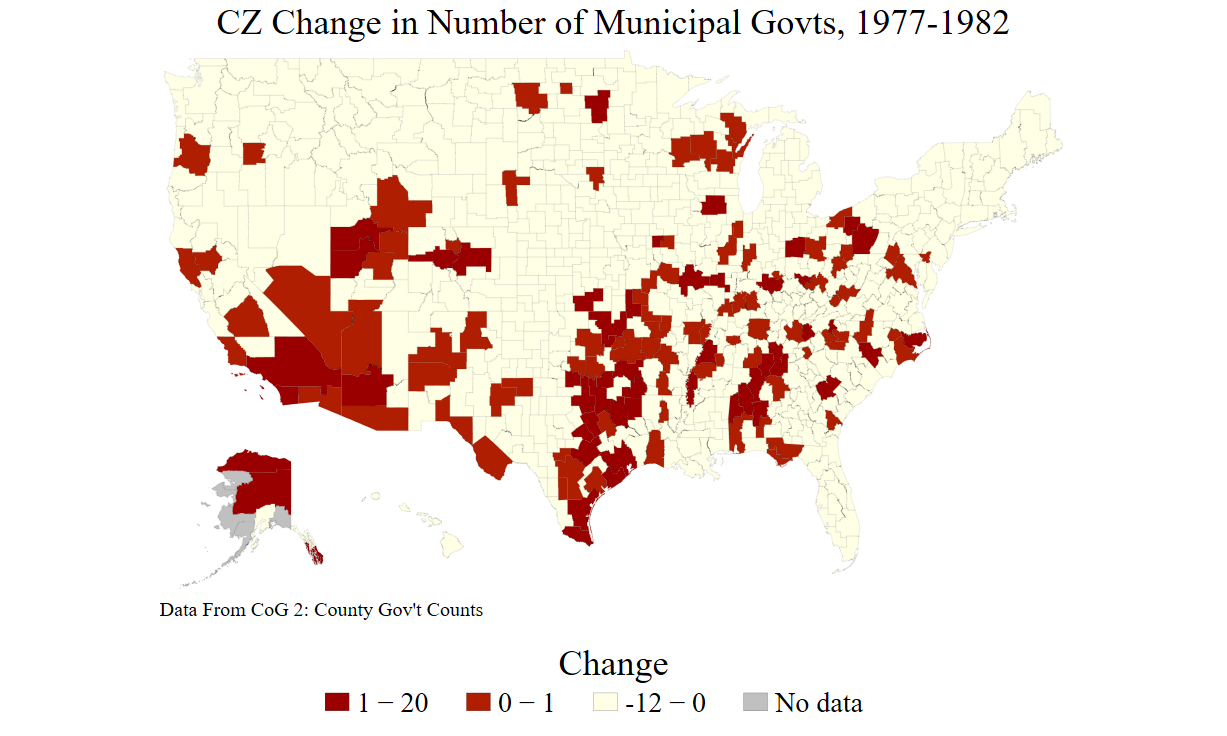 CZ Change in Number of Municipal Govts, 1977-1982
Data From CoG 2: County Gov't Counts
Change
1 − 20
0 − 1
-12 − 0
No data